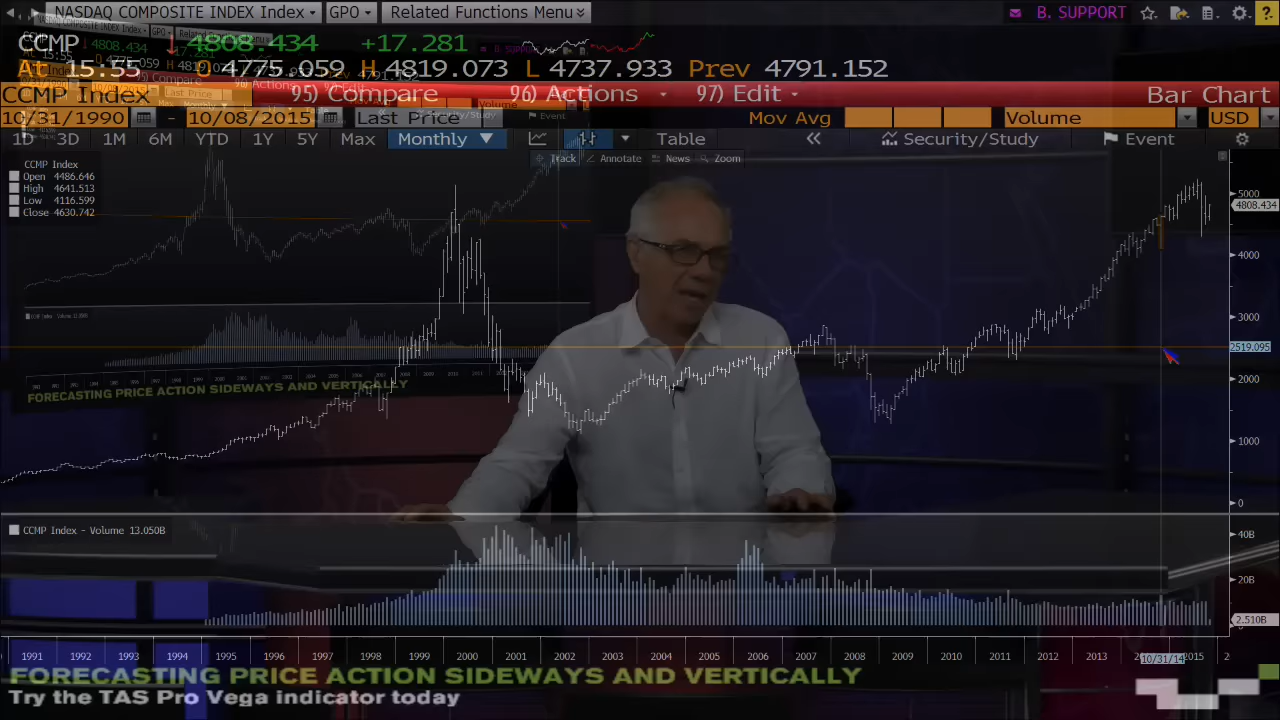 NASDAQ COMPOSITE INDEX Index GPO Related Functions Menu B. SUPPORT ?
CCMP 4808.434 +17.281
At 15:55 O 4775.059 H 4819.073 L 4737.933 Prev 4791.152
CCMP Index 95) Compare 96) Actions 97) Edit Bar Chart
10/31/1990 - 10/08/2015 Last Price Mov Avg Volume USD
1D 3D 1M 6M YTD 1Y 5Y Max Monthly Table Security/Study Event
Track Annotate News Zoom
CCMP Index
Open 4486.646
High 4641.513
Low 4116.599
Close 4630.742
5000
4808.434
4000
3000
2519.095
2000
1000
0
CCMP Index - Volume 13.050B
40B
20B
2.510B
1991 1992 1993 1994 1995 1996 1997 1998 1999 2000 2001 2002 2003 2004 2005 2006 2007 2008 2009 2010 2011 2012 2013 10/31/14 2015
FORECASTING PRICE ACTION SIDEWAYS AND VERTICALLY
FORECASTING PRICE ACTION SIDEWAYS AND VERTICALLY
Try the TAS Pro Vega indicator today